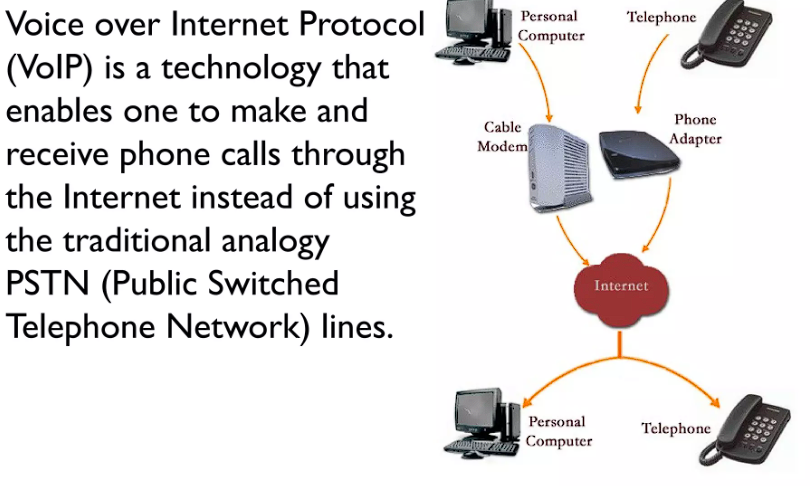 Voice over Internet Protocol
(VoIP) is a technology that
enables one to make and
receive phone calls through
the Internet instead of using
the traditional analogy
PSTN (Public Switched
Telephone Network) lines.
Personal
Computer
Telephone
Cable
Modem
Phone
Adapter
Internet
Personal
Computer
Telephone